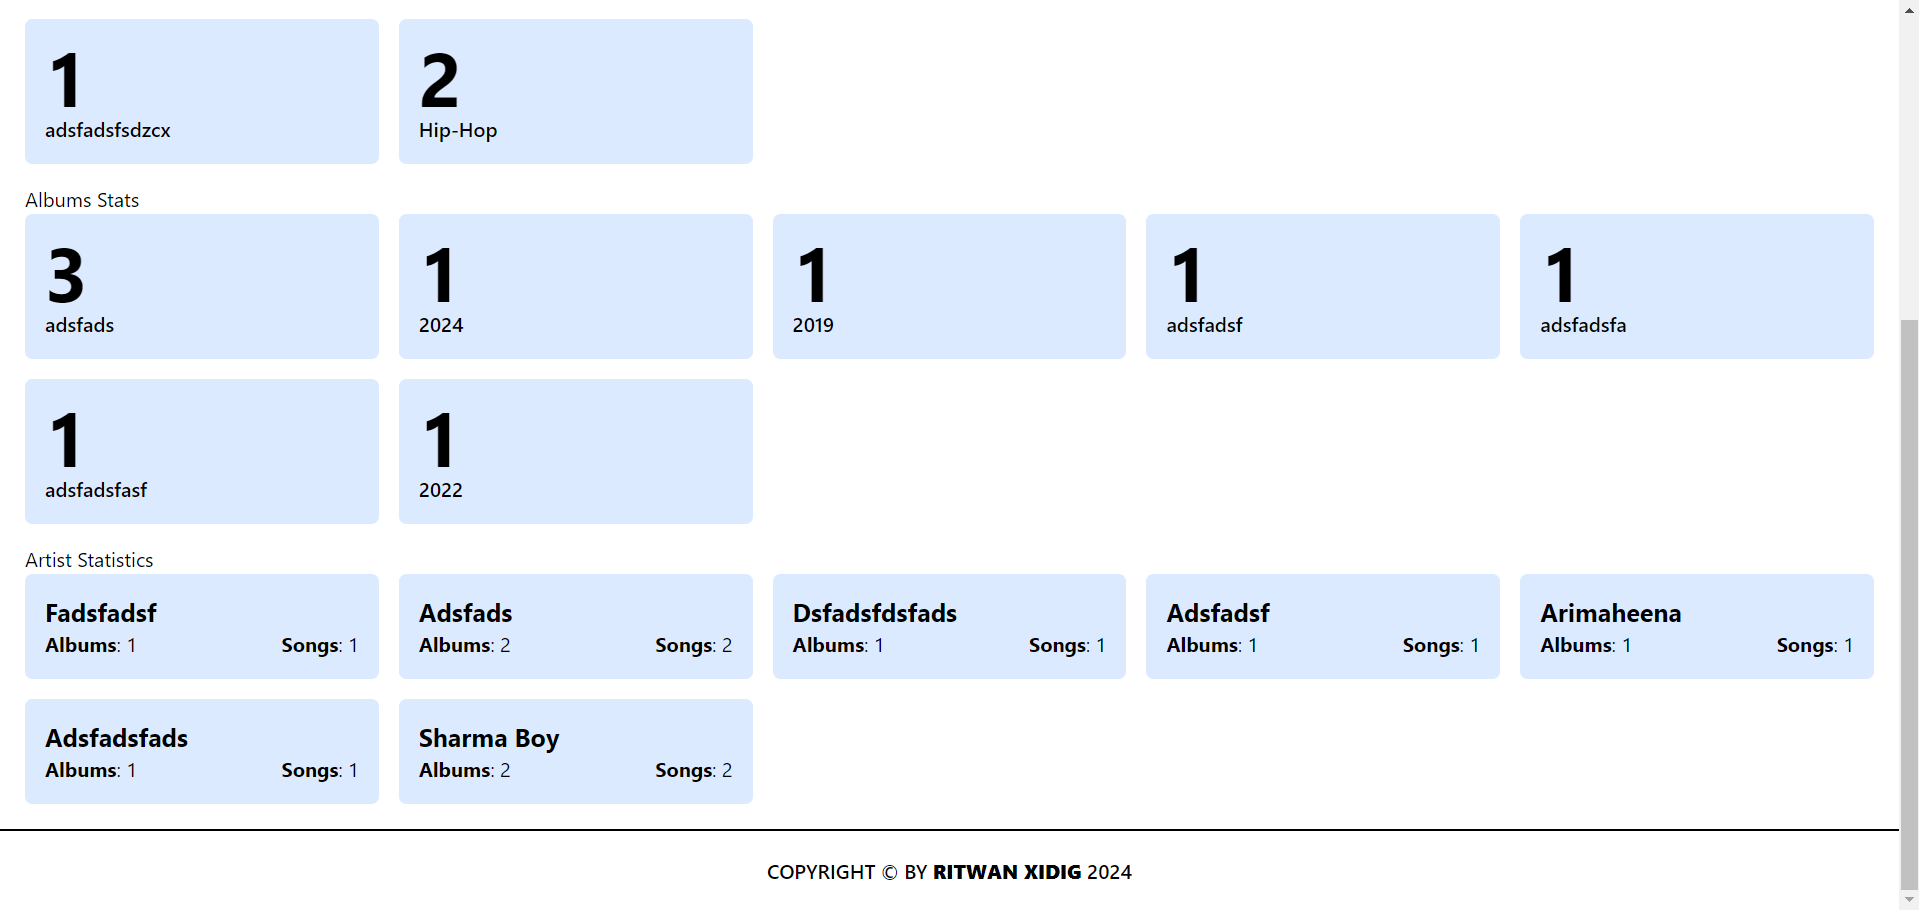 1
adsfadsfsdzcx
2
Hip-Hop
Albums Stats
3
adsfads
1
2024
1
2019
1
adsfadsf
1
adsfadsfa
1
adsfadsfasf
1
2022
Artist Statistics
Fadsfadsf
Albums: 1 Songs: 1
Adsfads
Albums: 2 Songs: 2
Dsfadsfdsfads
Albums: 1 Songs: 1
Adsfadsf
Albums: 1 Songs: 1
Arimaheena
Albums: 1 Songs: 1
Adsfadsfads
Albums: 1 Songs: 1
Sharma Boy
Albums: 2 Songs: 2
COPYRIGHT © BY RITWAN XIDIG 2024